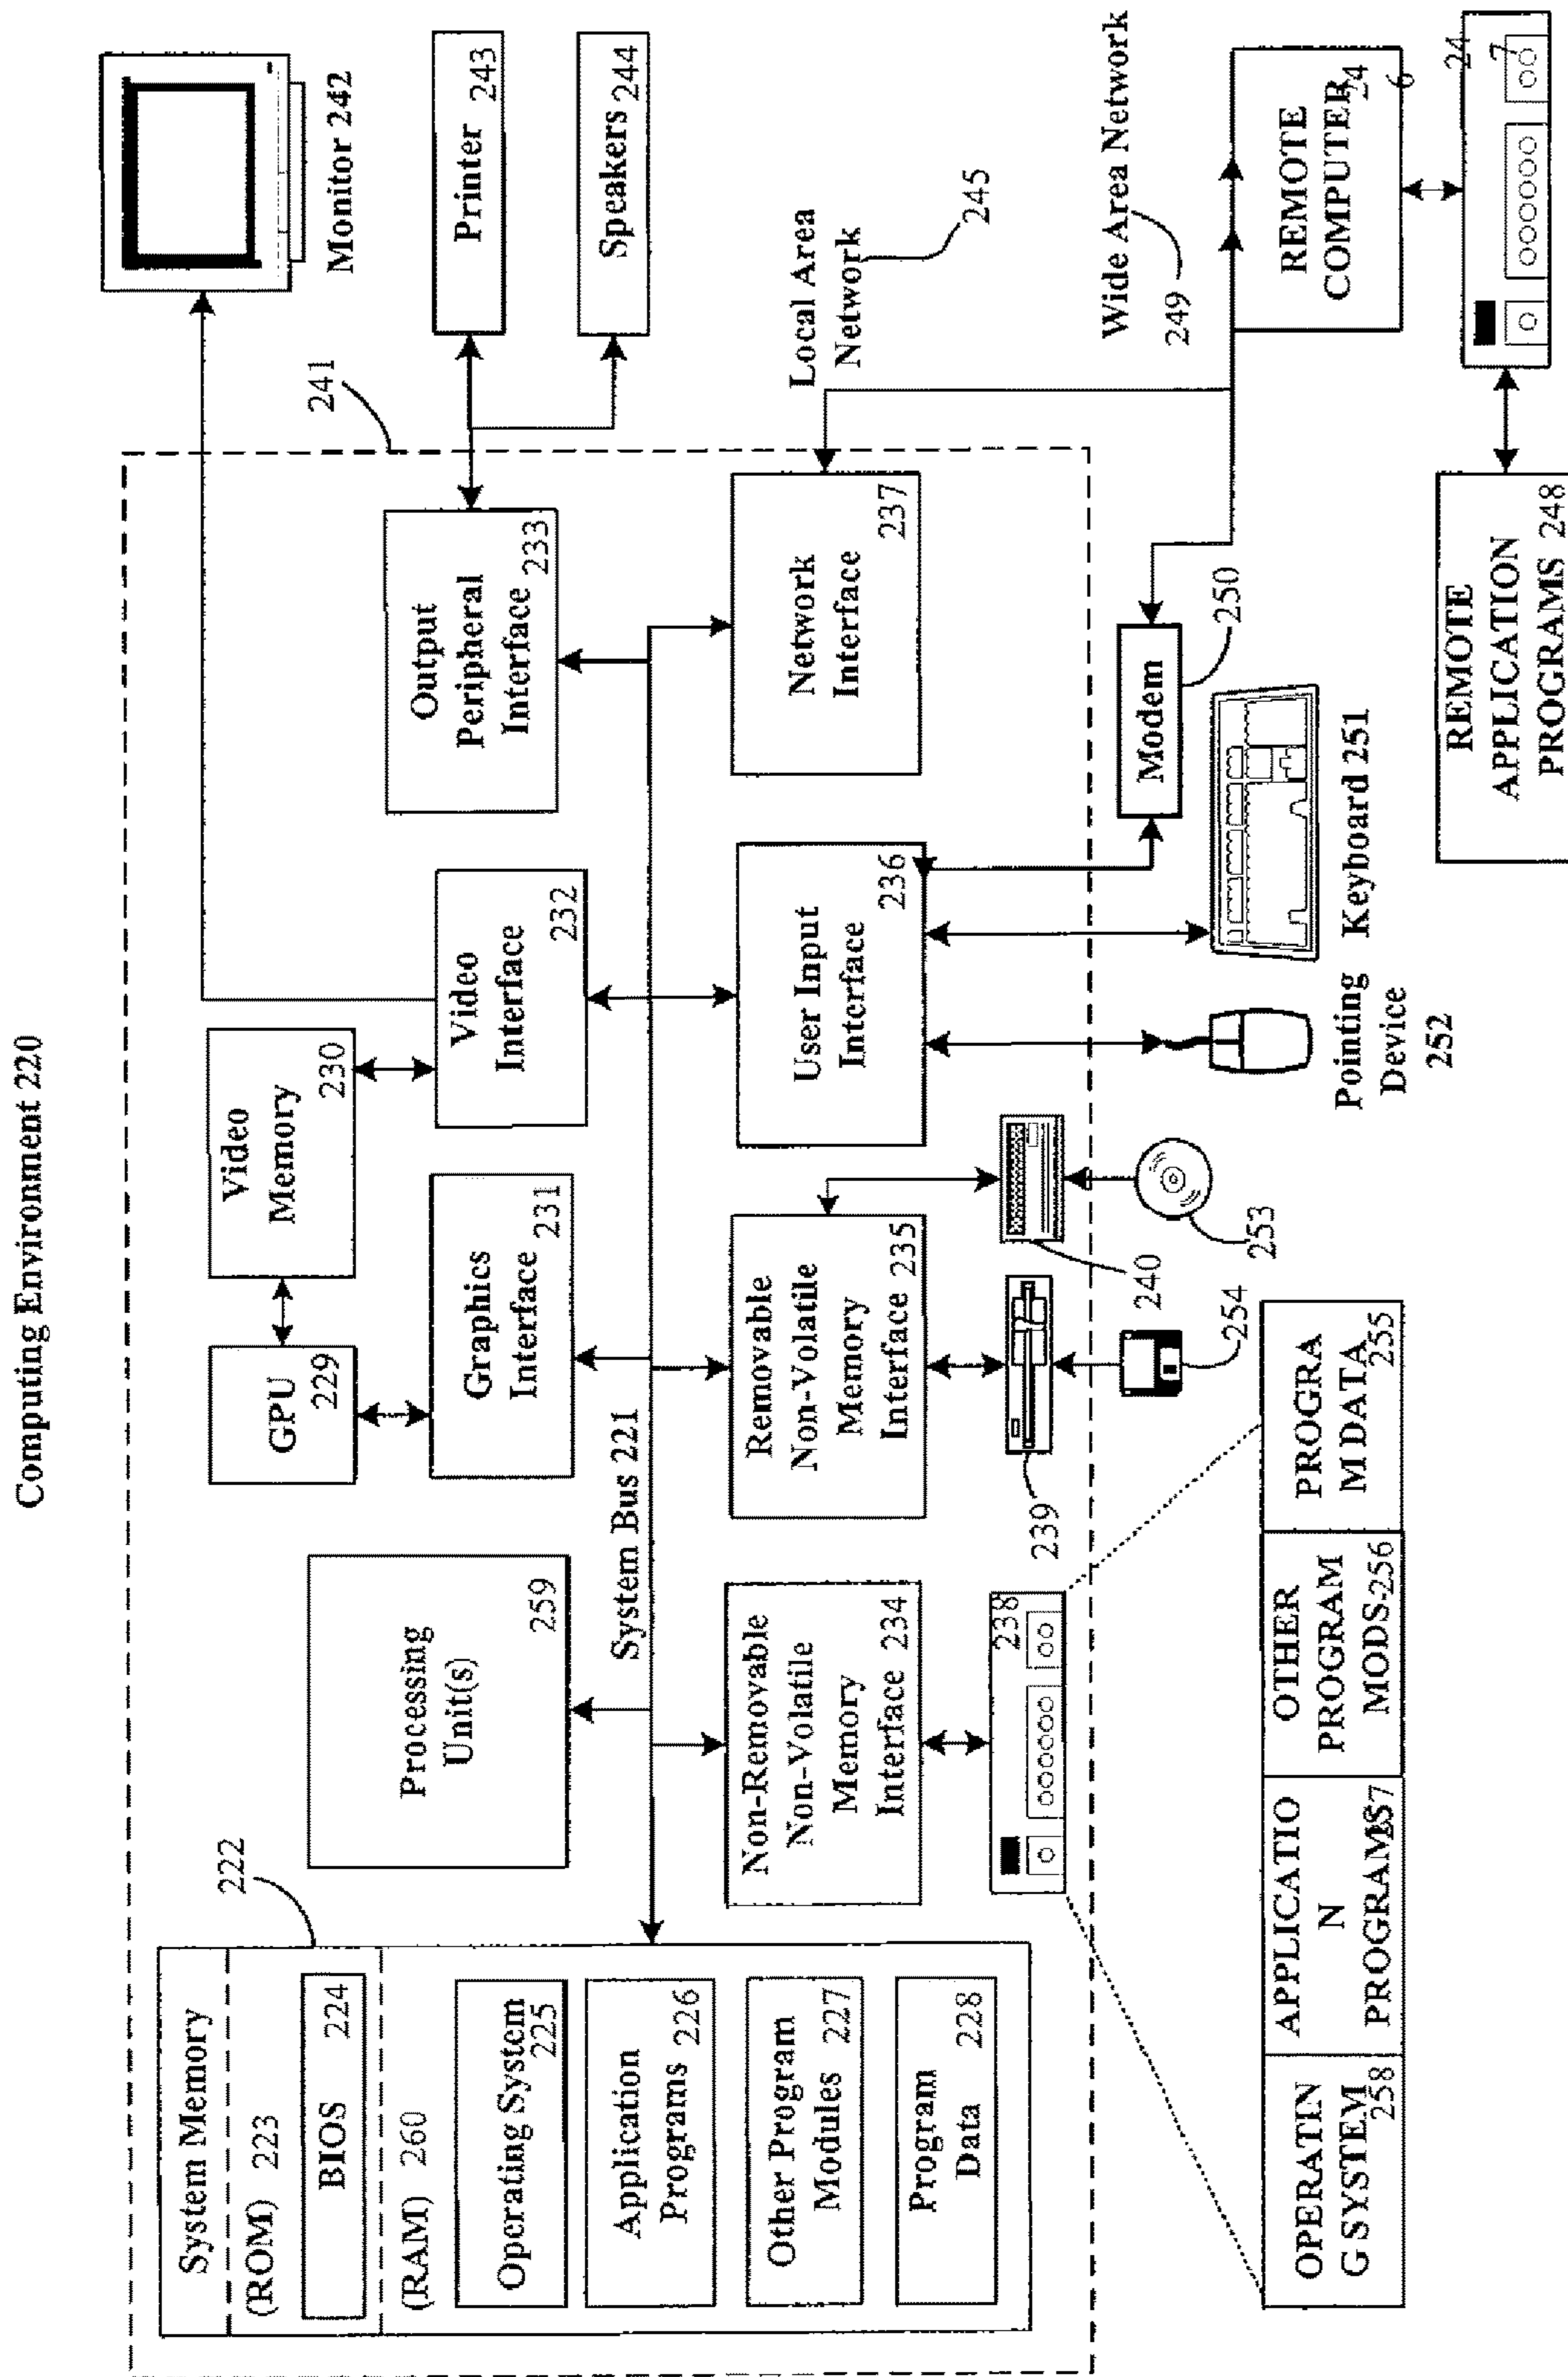 Computing Environment 220
System Memory
(ROM) 223
BIOS 224
(RAM) 260
Operating System
225
Application
Programs 226
Other Program
Modules 227
Program
Data 228
222
Processing
Unit(s)
259
System Bus 221
GPU
229
Video
Memory
230
Graphics
Interface
231
Video
Interface
232
Output
Peripheral
Interface 233
241
Monitor 242
Printer
243
Speakers
244
Non-Removable
Non-Volatile
Memory
Interface 234
Removable
Non-Volatile
Memory
Interface 235
User Input
Interface
236
Network
Interface
237
Local Area
Network
245
Wide Area Network
249
238
239
240
254
253
Pointing
Device
252
Keyboard 251
Modem
250
REMOTE
COMPUTER
24
6
24
7
REMOTE
APPLICATION
PROGRAMS 248
OPERATIN
G SYSTEM
258
APPLICATIO
N
PROGRAMS
257
OTHER
PROGRAM
MODS-256
PROGRA
M DATA
255